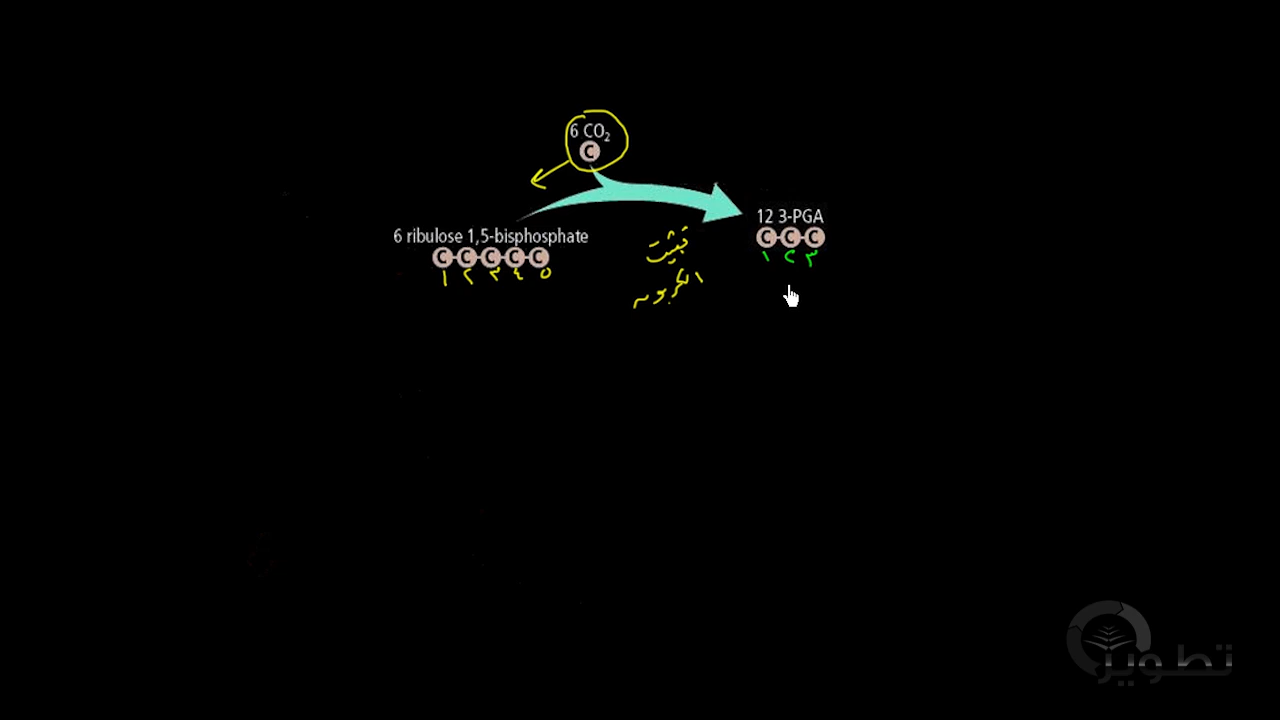 6 CO₂
C
6 ribulose 1,5-bisphosphate
C C C C C
١ ٢ ٣ ٤ ٥
تثبيت
الكربون
12 3-PGA
C C C
١ ٢ ٣
تطوير